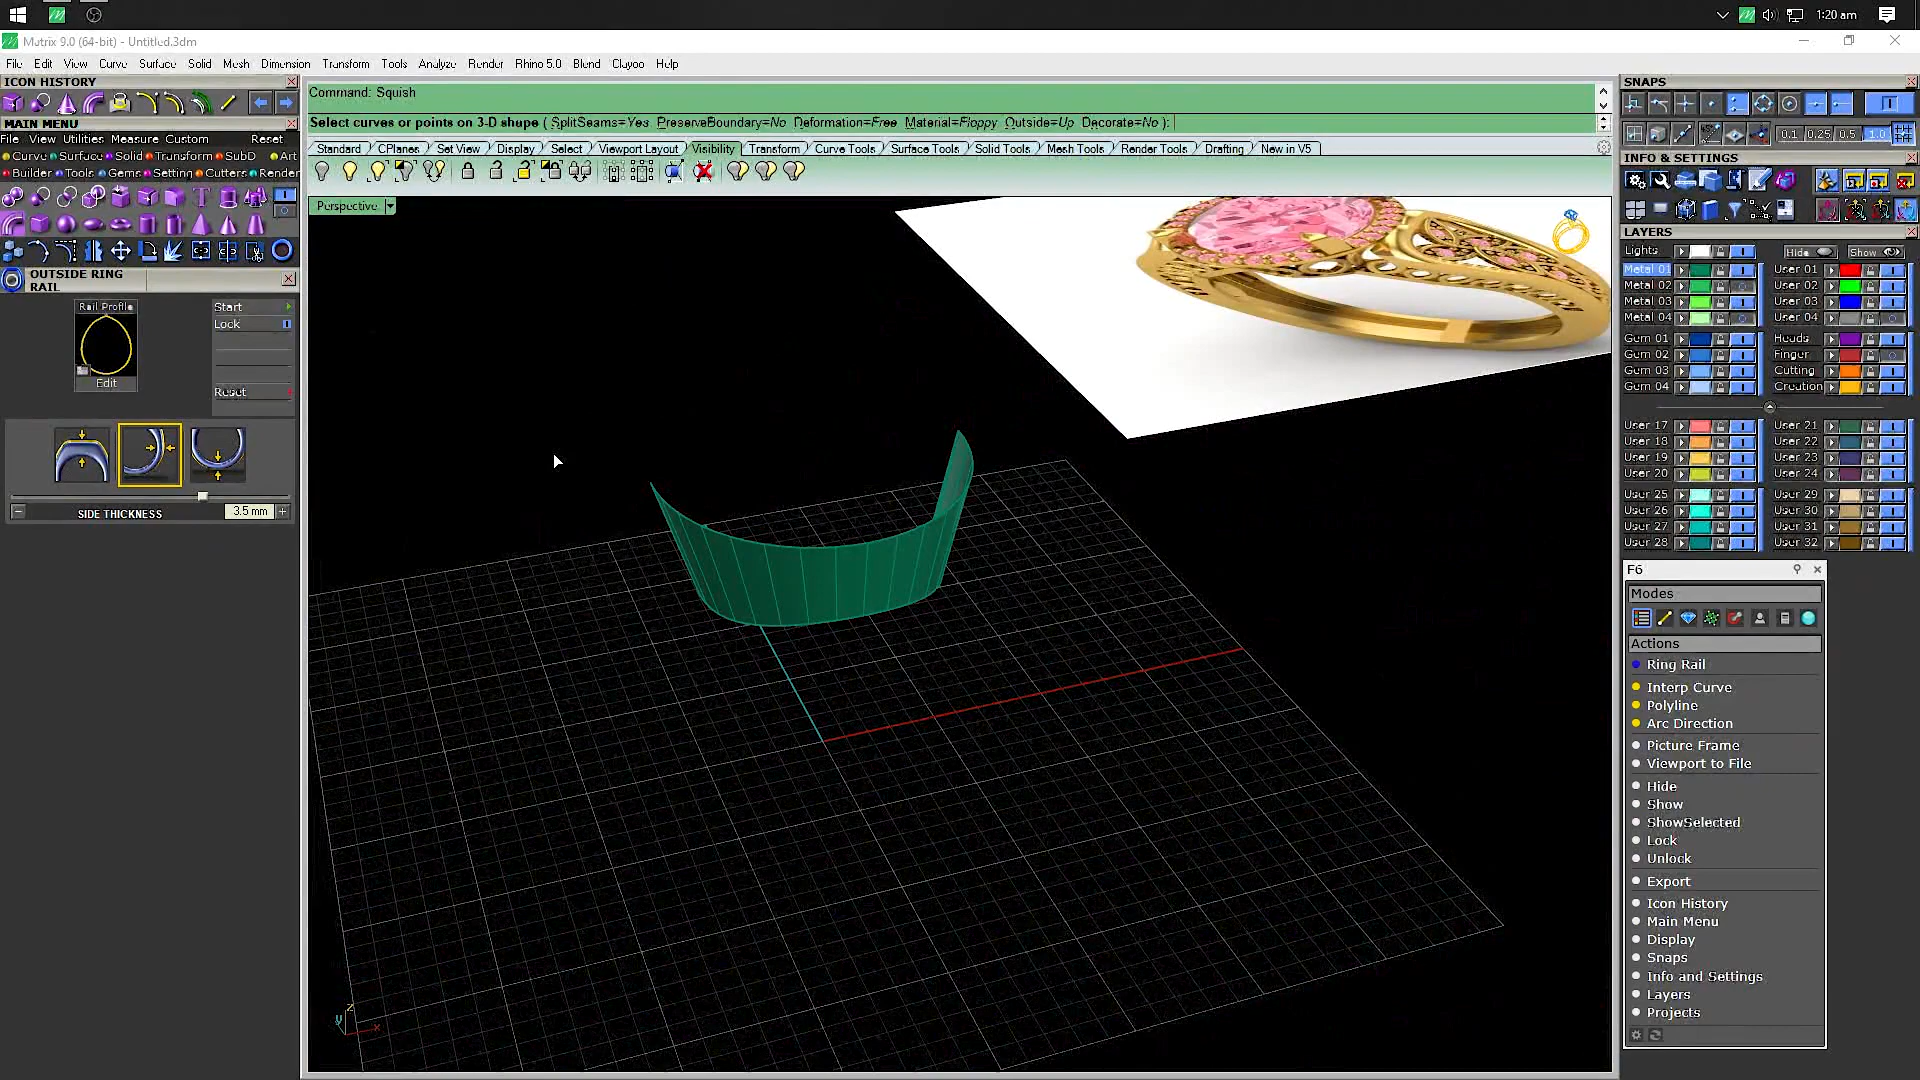 1:20 am
Matrix 9.0 (64-bit) - Untitled.3dm
File Edit View Curve Surface Solid Mesh Dimension Transform Tools Analyze Render Rhino 5.0 Blend Clayoo Help
ICON HISTORY
MAIN MENU
File View Utilities Measure Custom Reset
Curve Surface Solid Transform SubD Art
Builder Tools Gems Setting Cutters Render
OUTSIDE RING
RAIL
Rail Profile
Edit
Start
Lock
Reset
SIDE THICKNESS
3.5 mm
Command: Squish
Select curves or points on 3-D shape ( SplitSeams=Yes PreserveBoundary=No Deformation=Free Material=Floppy Outside=Up Decorate=No ):
Standard CPlanes Set View Display Select Viewport Layout Visibility Transform Curve Tools Surface Tools Solid Tools Mesh Tools Render Tools Drafting New in V5
Perspective
z
y
x
SNAPS
0.1 0.25 0.5 1.0
INFO & SETTINGS
LAYERS
Lights Hide Show
Metal 01 User 01
Metal 02 User 02
Metal 03 User 03
Metal 04 User 04
Gem 01 Heads
Gem 02 Finger
Gem 03 Cutting
Gem 04 Creation
User 17 User 21
User 18 User 22
User 19 User 23
User 20 User 24
User 25 User 29
User 26 User 30
User 27 User 31
User 28 User 32
F6
Modes
Actions
Ring Rail
Interp Curve
Polyline
Arc Direction
Picture Frame
Viewport to File
Hide
Show
ShowSelected
Lock
Unlock
Export
Icon History
Main Menu
Display
Snaps
Info and Settings
Layers
Projects